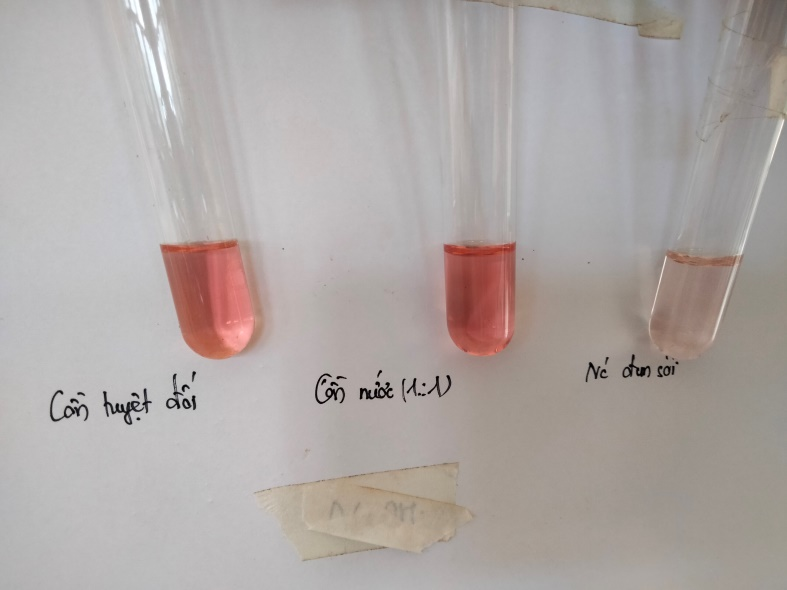 Cồn tuyệt đối
Cồn nước (1:1)
Nc đun sôi